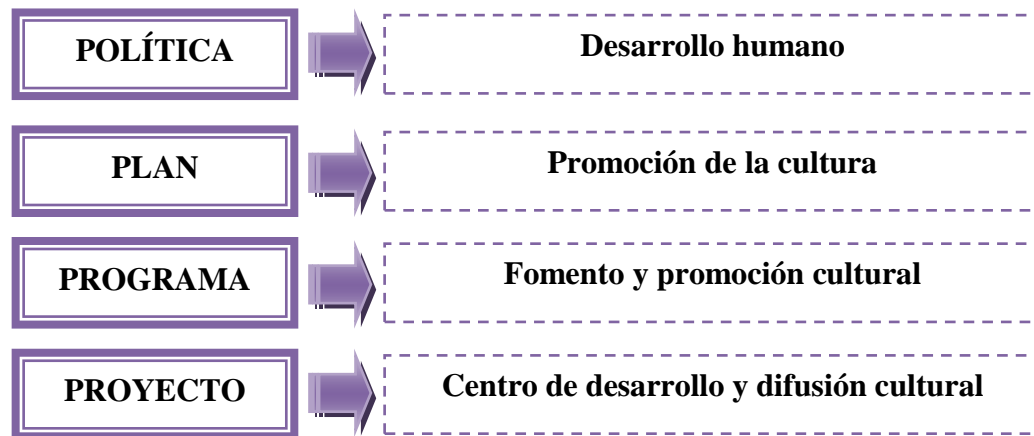 POLÍTICA
Desarrollo humano
PLAN
Promoción de la cultura
PROGRAMA
Fomento y promoción cultural
PROYECTO
Centro de desarrollo y difusión cultural